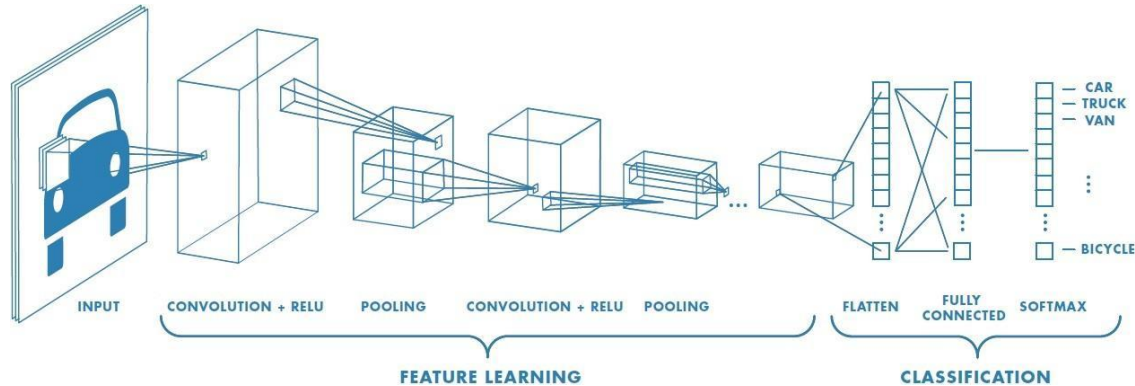 CAR
TRUCK
VAN
...
⋮
⋮
⋮
⋮
BICYCLE
INPUT
CONVOLUTION + RELU
POOLING
CONVOLUTION + RELU
POOLING
FLATTEN
FULLY
CONNECTED
SOFTMAX
FEATURE LEARNING
CLASSIFICATION